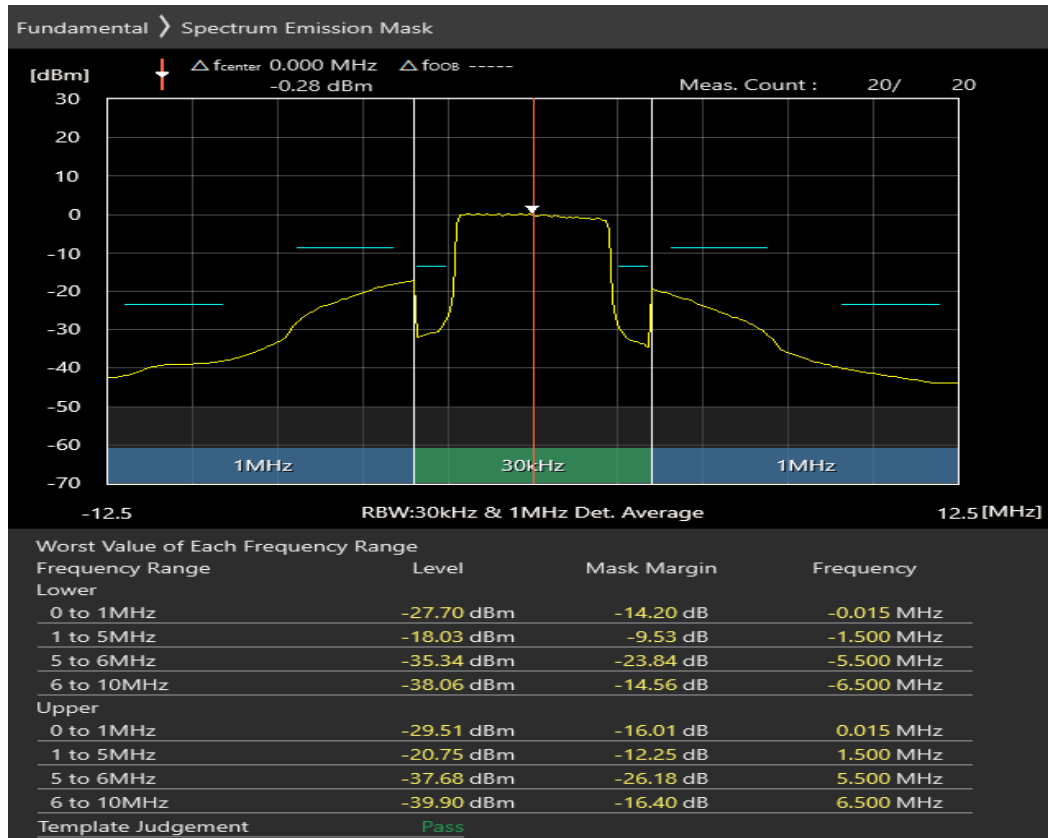 Fundamental ❯ Spectrum Emission Mask
[dBm] △ fcenter 0.000 MHz △ fOOB -----
-0.28 dBm Meas. Count : 20/ 20
30
20
10
0
-10
-20
-30
-40
-50
-60
1MHz 30kHz 1MHz
-70
-12.5 RBW:30kHz & 1MHz Det. Average 12.5 [MHz]
Worst Value of Each Frequency Range
Frequency Range Level Mask Margin Frequency
Lower
0 to 1MHz -27.70 dBm -14.20 dB -0.015 MHz
1 to 5MHz -18.03 dBm -9.53 dB -1.500 MHz
5 to 6MHz -35.34 dBm -23.84 dB -5.500 MHz
6 to 10MHz -38.06 dBm -14.56 dB -6.500 MHz
Upper
0 to 1MHz -29.51 dBm -16.01 dB 0.015 MHz
1 to 5MHz -20.75 dBm -12.25 dB 1.500 MHz
5 to 6MHz -37.68 dBm -26.18 dB 5.500 MHz
6 to 10MHz -39.90 dBm -16.40 dB 6.500 MHz
Template Judgement Pass